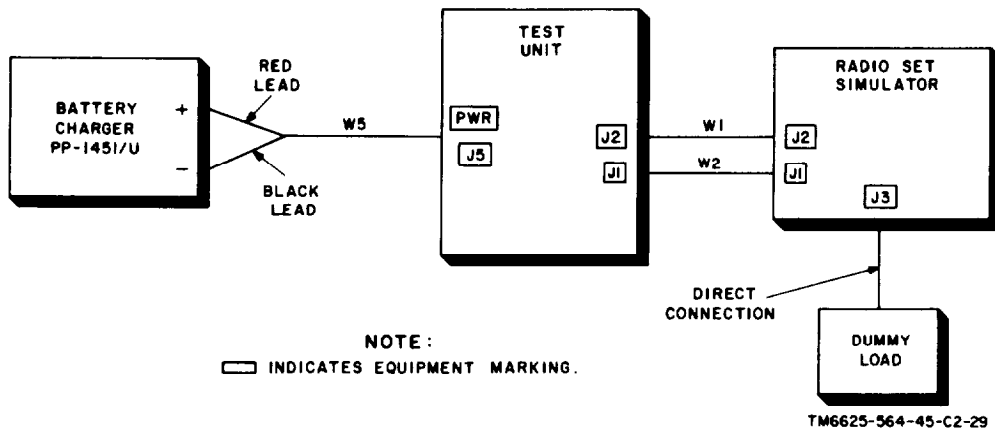 BATTERY
CHARGER
PP-1451/U
+
−
RED
LEAD
BLACK
LEAD
W5
TEST
UNIT
PWR
J5
J2
J1
W1
W2
RADIO SET
SIMULATOR
J2
J1
J3
DIRECT
CONNECTION
DUMMY
LOAD
NOTE:
INDICATES EQUIPMENT MARKING.
TM6625-564-45-C2-29